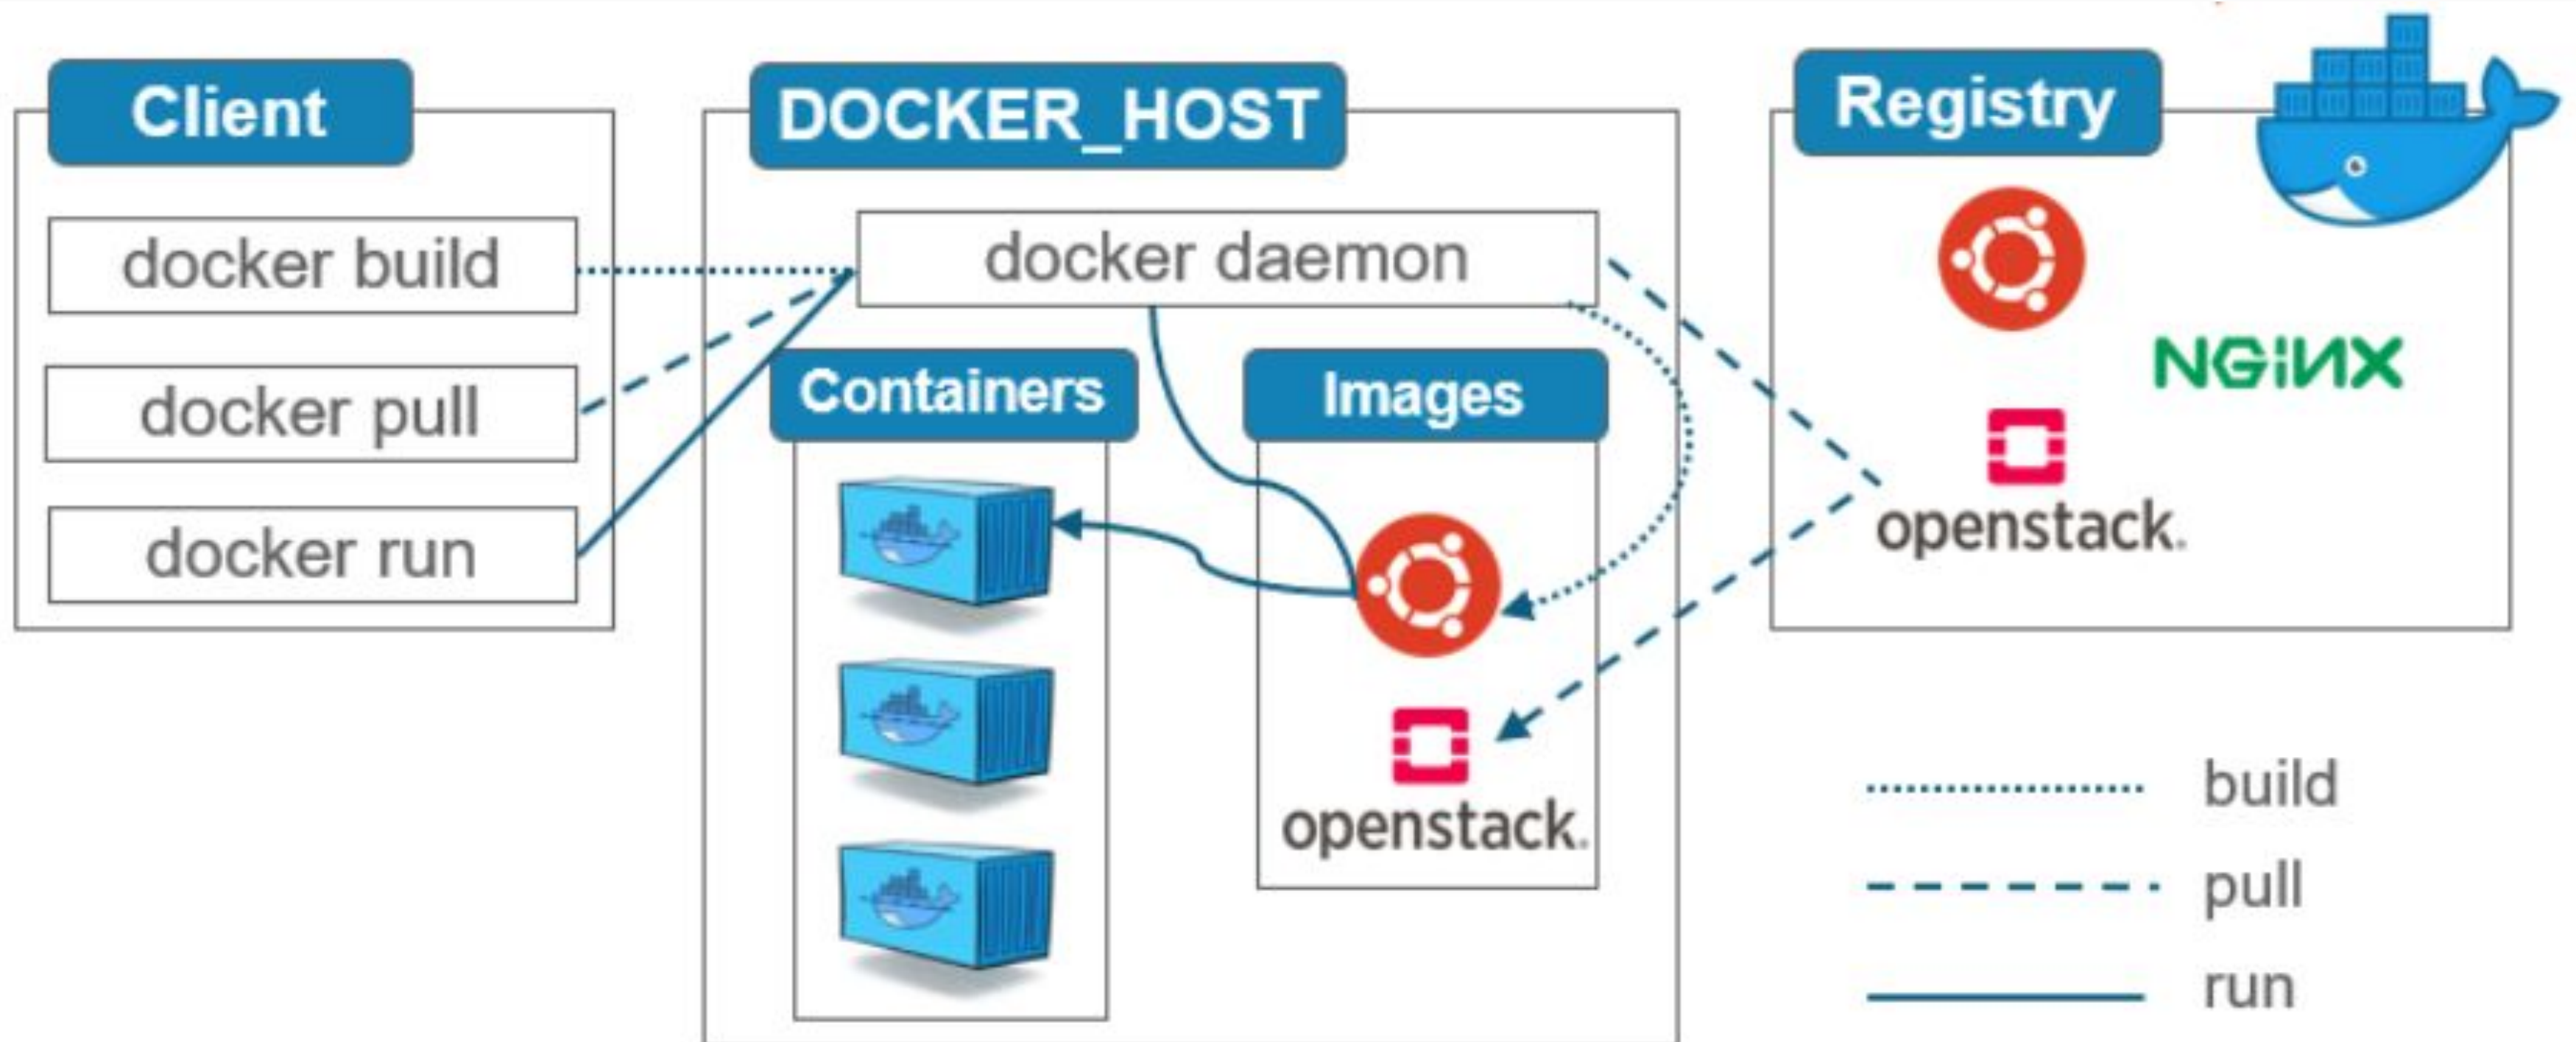 Client
docker build
docker pull
docker run
DOCKER_HOST
docker daemon
Containers
Images
openstack.
Registry
NGiNX
openstack.
build
pull
run